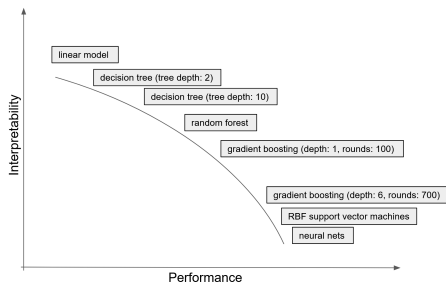 Interpretability
linear model
decision tree (tree depth: 2)
decision tree (tree depth: 10)
random forest
gradient boosting (depth: 1, rounds: 100)
gradient boosting (depth: 6, rounds: 700)
RBF support vector machines
neural nets
Performance